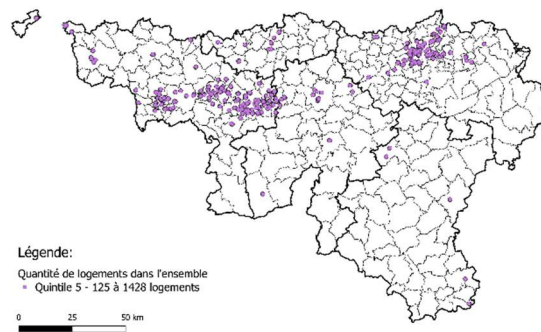 Légende:
Quantité de logements dans l'ensemble
Quintile 5 - 125 à 1428 logements
0 25 50 km